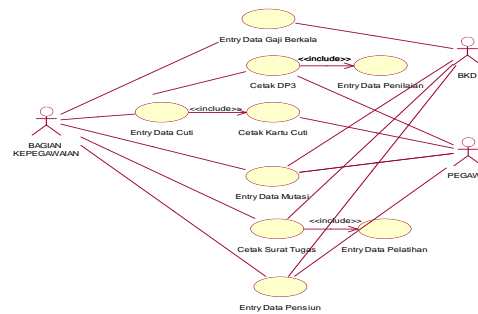 Entry Data Gaji Berkala
<<include>>
Cetak DP3
Entry Data Penilaian
BKD
<<include>>
Entry Data Cuti
Cetak Kartu Cuti
BAGIAN
KEPEGAWAIAN
PEGAW
Entry Data Mutasi
<<include>>
Cetak Surat Tugas
Entry Data Pelatihan
Entry Data Pensiun